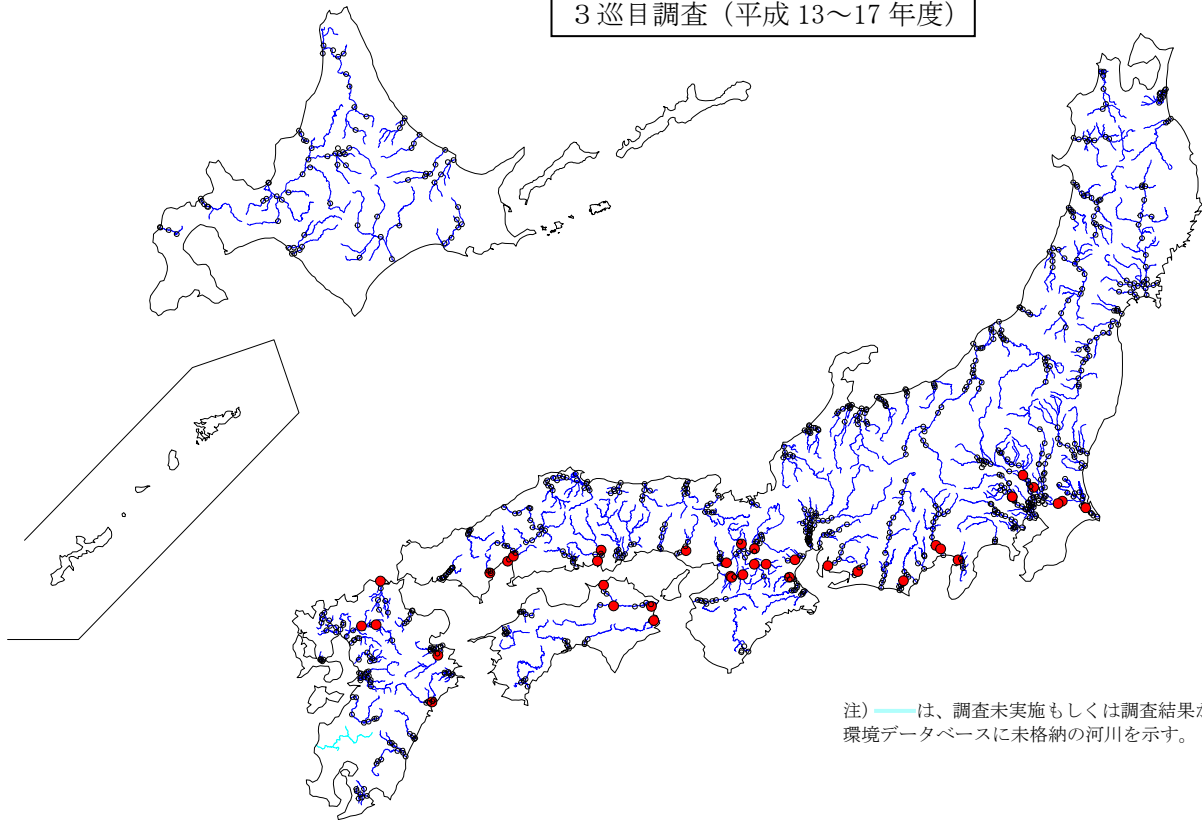 3巡目調査（平成 13～17 年度）
注） は、調査未実施もしくは調査結果が
環境データベースに未格納の河川を示す。